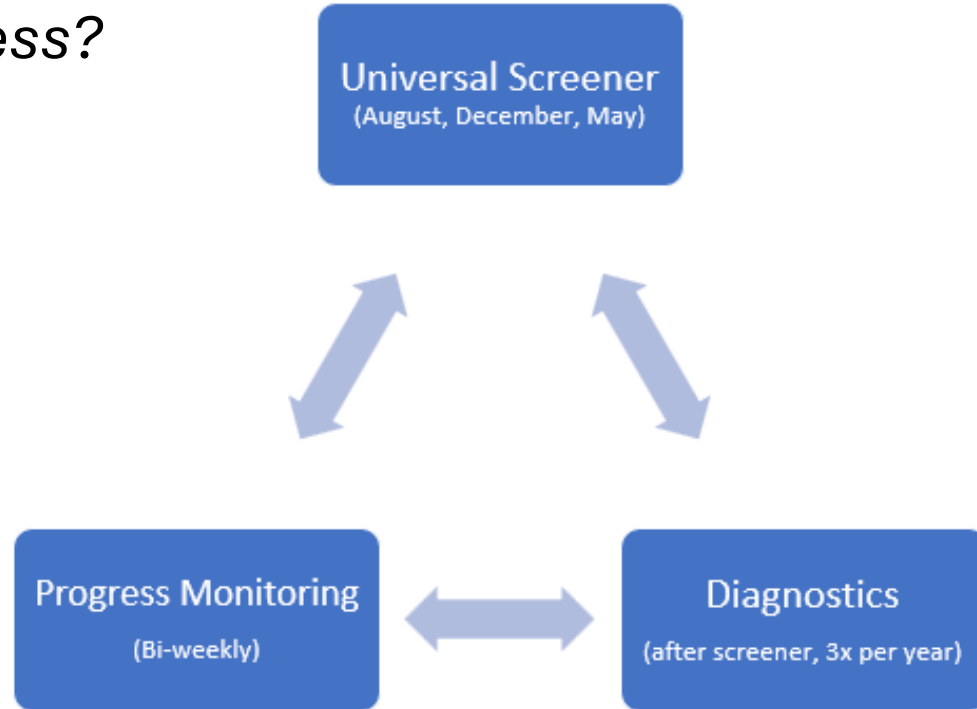 ess?
Universal Screener
(August, December, May)
Progress Monitoring
(Bi-weekly)
Diagnostics
(after screener, 3x per year)